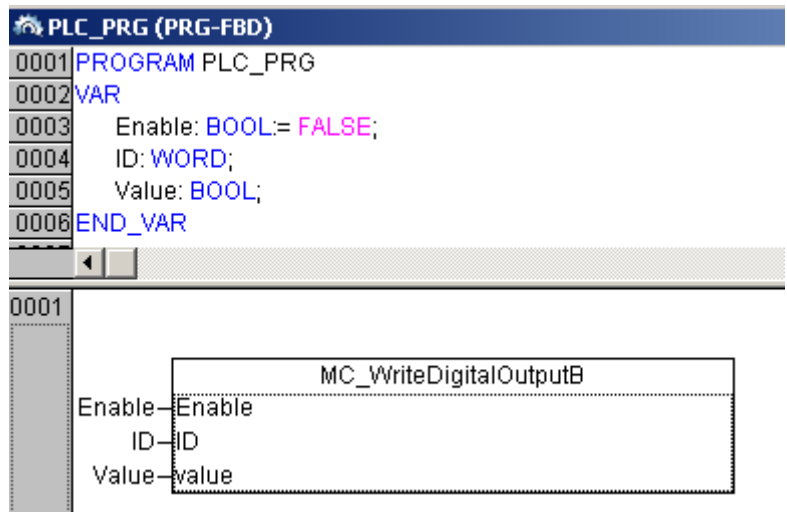 PLC_PRG (PRG-FBD)
0001 PROGRAM PLC_PRG
0002 VAR
0003 Enable: BOOL:= FALSE;
0004 ID: WORD;
0005 Value: BOOL;
0006 END_VAR
0001
MC_WriteDigitalOutputB
Enable Enable
ID ID
Value value